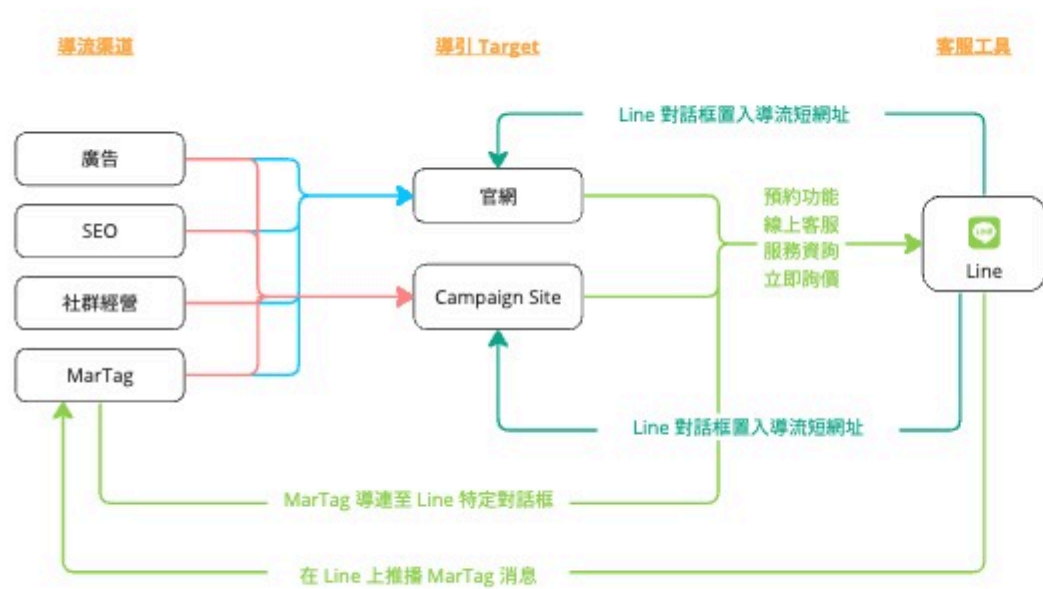 導流渠道
導引 Target
客服工具
Line 對話框置入導流短網址
廣告
SEO
社群經營
MarTag
官網
Campaign Site
預約功能
線上客服
服務資詢
立即詢價
LINE
Line
Line 對話框置入導流短網址
MarTag 導連至 Line 特定對話框
在 Line 上推播 MarTag 消息